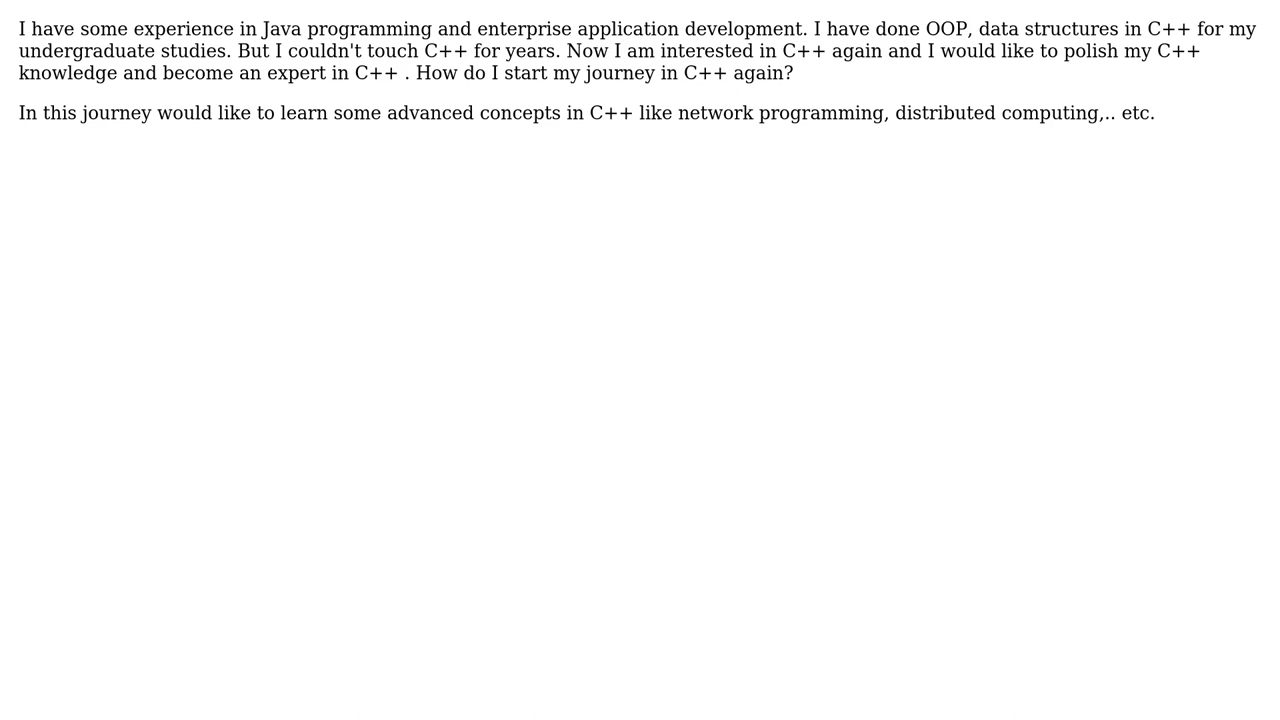 I have some experience in Java programming and enterprise application development. I have done OOP, data structures in C++ for my
undergraduate studies. But I couldn't touch C++ for years. Now I am interested in C++ again and I would like to polish my C++
knowledge and become an expert in C++ . How do I start my journey in C++ again?
In this journey would like to learn some advanced concepts in C++ like network programming, distributed computing,.. etc.